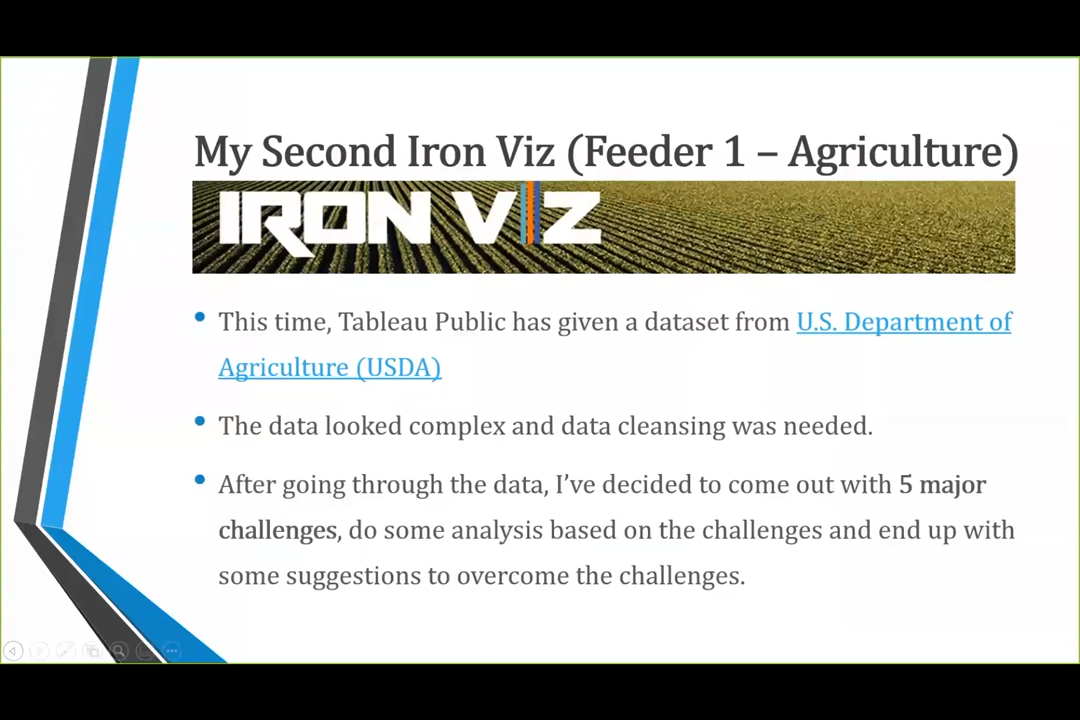 My Second Iron Viz (Feeder 1 – Agriculture)
IRON VIZ
• This time, Tableau Public has given a dataset from U.S. Department of
Agriculture (USDA)
• The data looked complex and data cleansing was needed.
• After going through the data, I’ve decided to come out with 5 major
challenges, do some analysis based on the challenges and end up with
some suggestions to overcome the challenges.